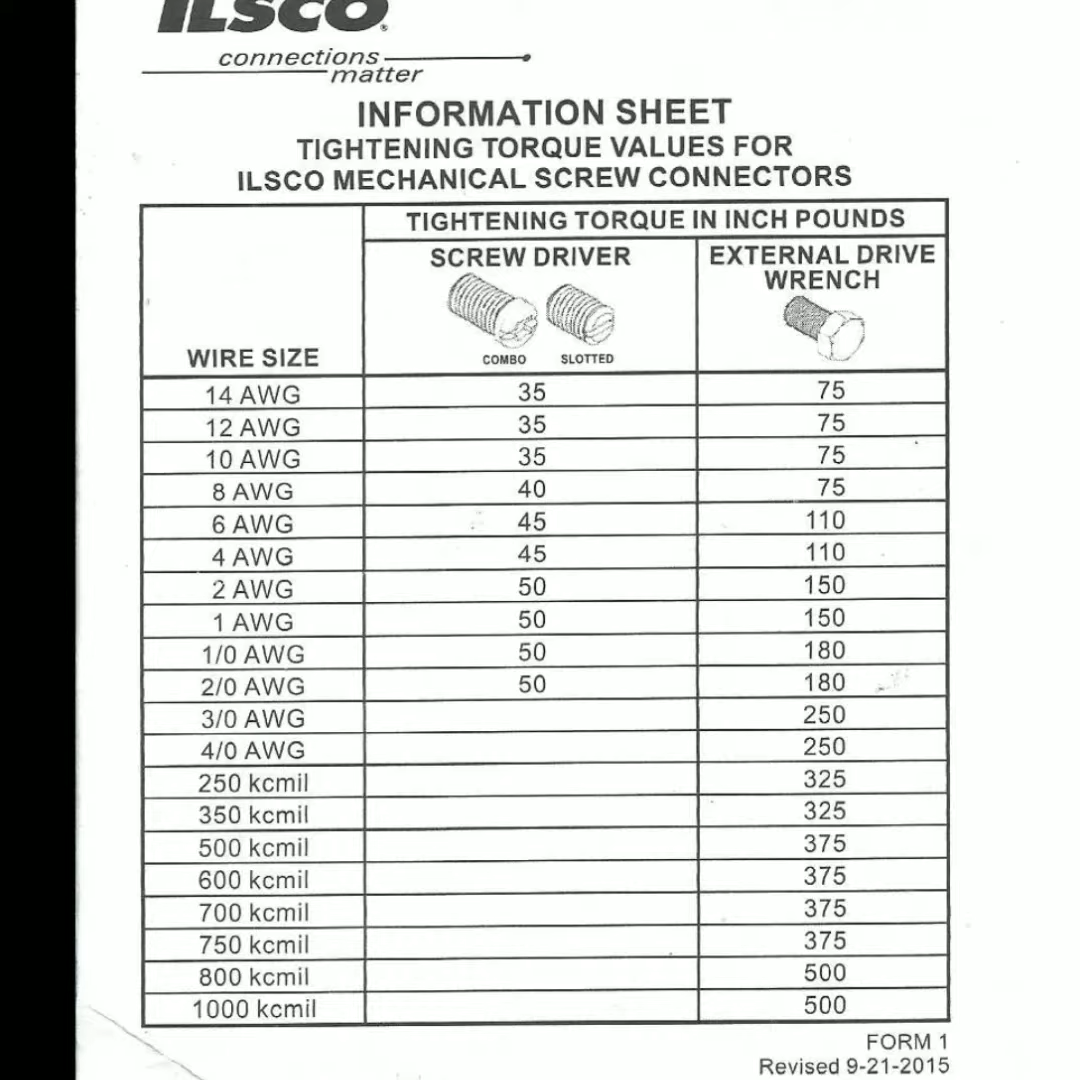 ILSCO®
connections
matter
INFORMATION SHEET
TIGHTENING TORQUE VALUES FOR
ILSCO MECHANICAL SCREW CONNECTORS
TIGHTENING TORQUE IN INCH POUNDS
SCREW DRIVER EXTERNAL DRIVE
WRENCH
WIRE SIZE COMBO SLOTTED
14 AWG 35 75
12 AWG 35 75
10 AWG 35 75
8 AWG 40 75
6 AWG 45 110
4 AWG 45 110
2 AWG 50 150
1 AWG 50 150
1/0 AWG 50 180
2/0 AWG 50 180
3/0 AWG 250
4/0 AWG 250
250 kcmil 325
350 kcmil 325
500 kcmil 375
600 kcmil 375
700 kcmil 375
750 kcmil 375
800 kcmil 500
1000 kcmil 500
FORM 1
Revised 9-21-2015